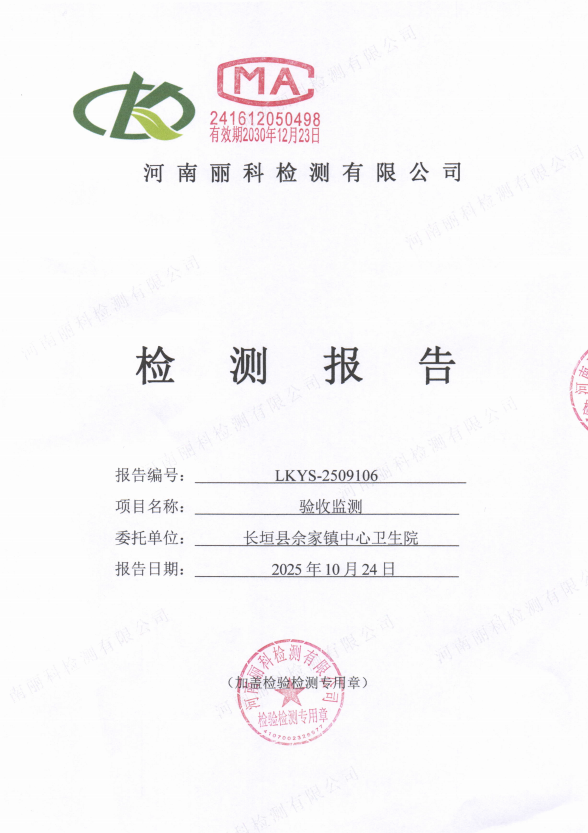 MA
241612050498
有效期2030年12月23日
河南丽科检测有限公司
检测报告
报告编号：LKYS-2509106
项目名称：验收监测
委托单位：长垣县佘家镇中心卫生院
报告日期：2025年10月24日
河南丽科检测有限公司
（加盖检验检测专用章）
检验检测专用章